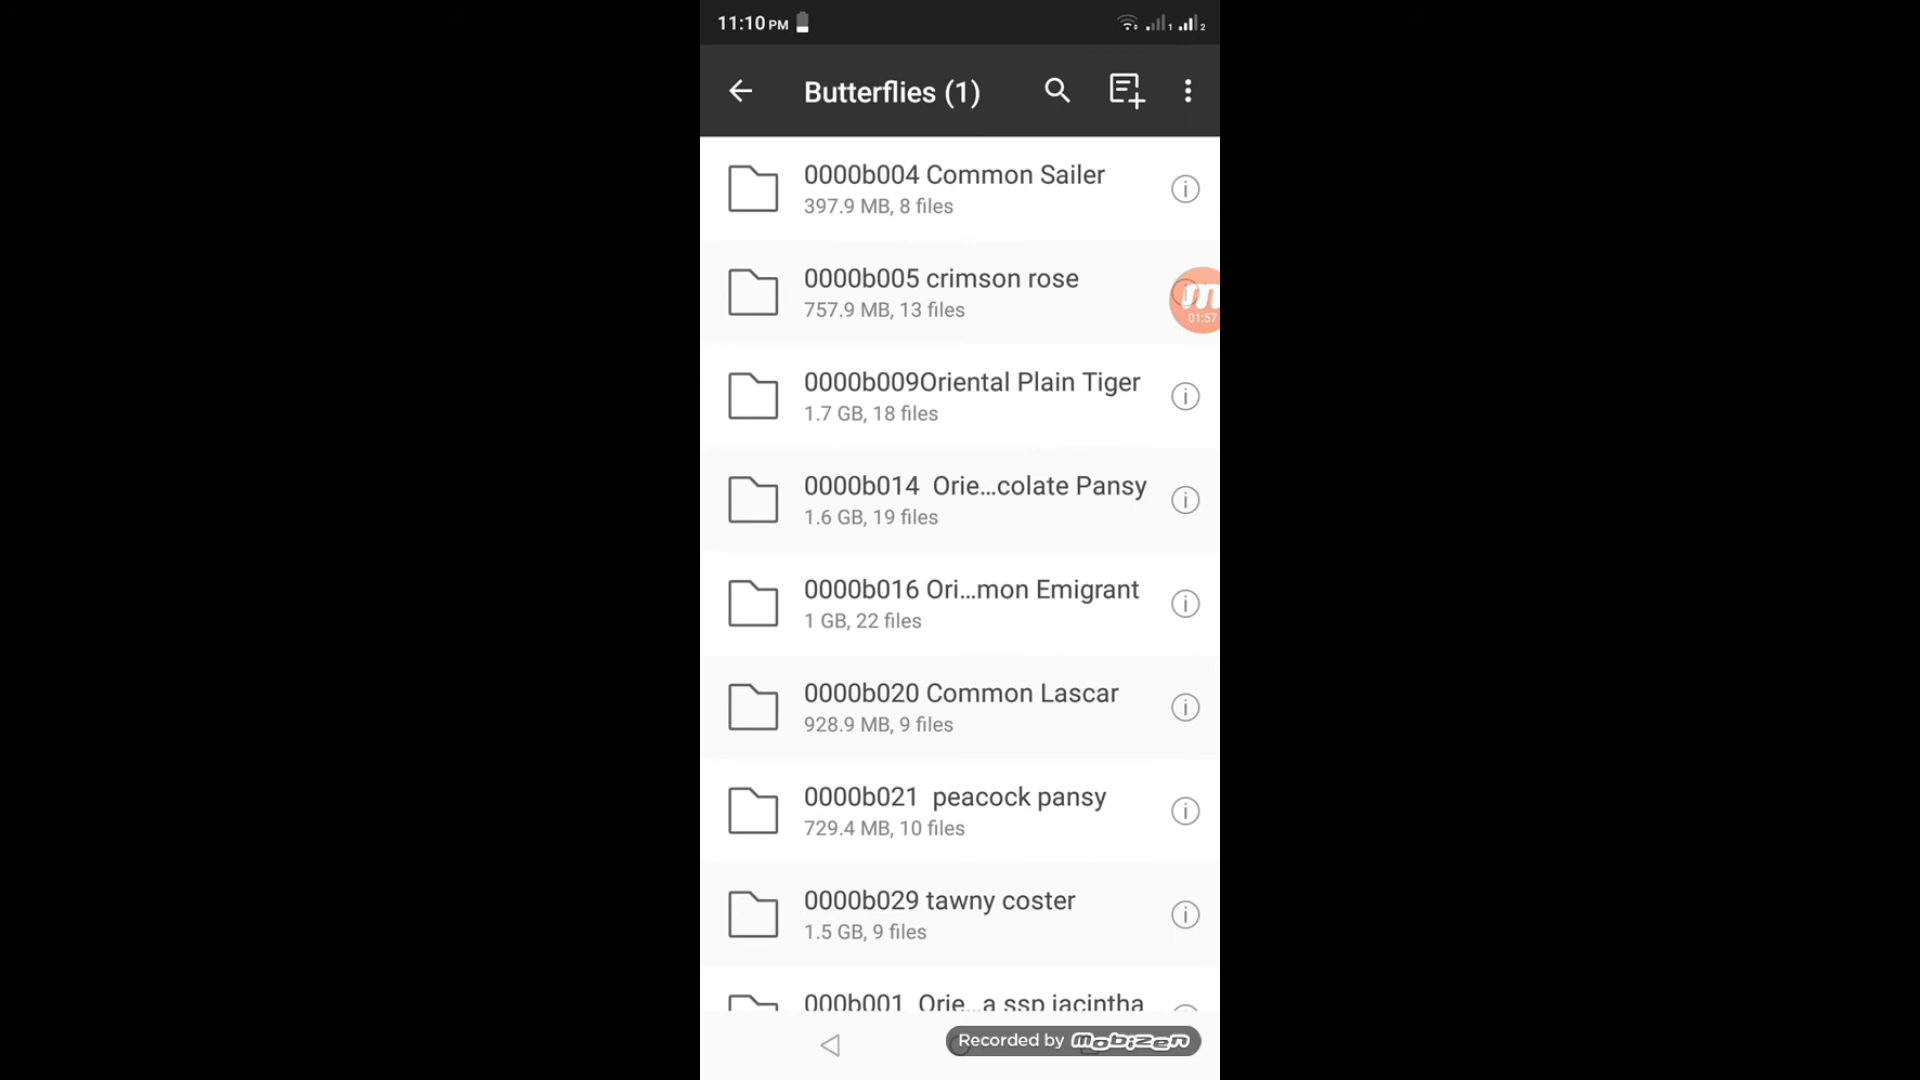 11:10 PM
1
2
Butterflies (1)
0000b004 Common Sailer
397.9 MB, 8 files
0000b005 crimson rose
757.9 MB, 13 files
m
01:57
0000b009Oriental Plain Tiger
1.7 GB, 18 files
0000b014  Orie...colate Pansy
1.6 GB, 19 files
0000b016 Ori...mon Emigrant
1 GB, 22 files
0000b020 Common Lascar
928.9 MB, 9 files
0000b021  peacock pansy
729.4 MB, 10 files
0000b029 tawny coster
1.5 GB, 9 files
000b001  Orie...a ssp jacintha
Recorded by mobizen